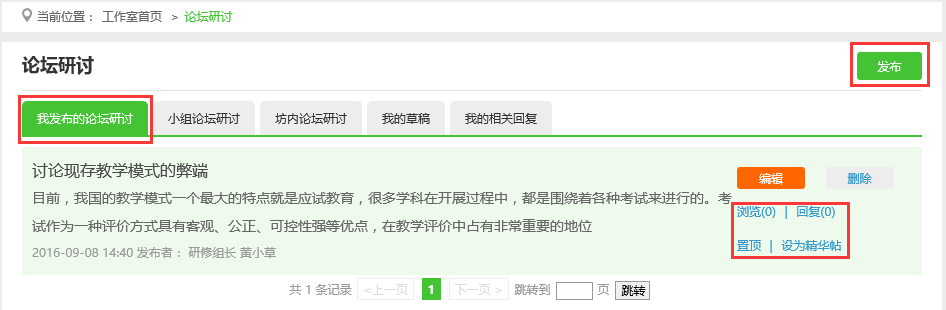 当前位置： 工作室首页 > 论坛研讨
论坛研讨
发布
我发布的论坛研讨 小组论坛研讨 坊内论坛研讨 我的草稿 我的相关回复
讨论现存教学模式的弊端
编辑 删除
目前，我国的教学模式一个最大的特点就是应试教育，很多学科在开展过程中，都是围绕着各种考试来进行的。考
试作为一种评价方式具有客观、公正、可控性强等优点，在教学评价中占有非常重要的地位
浏览(0) | 回复(0)
置顶 | 设为精华帖
2016-09-08 14:40 发布者： 研修组长 黄小草
共 1 条记录 <上一页 1 下一页 > 跳转到 页 跳转